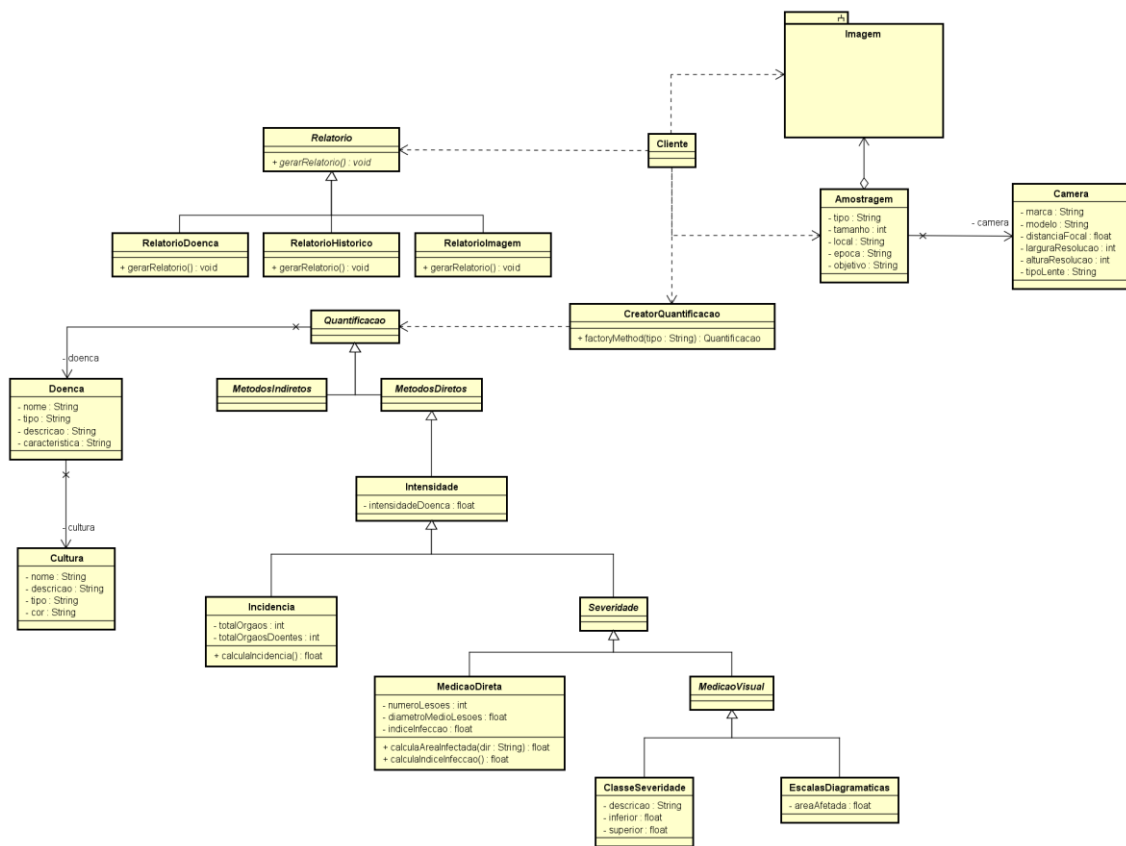 Imagem
Relatorio
+ gerarRelatorio() : void
Cliente
RelatorioDoenca
+ gerarRelatorio() : void
RelatorioHistorico
+ gerarRelatorio() : void
RelatorioImagem
+ gerarRelatorio() : void
Amostragem
- tipo : String
- tamanho : int
- local : String
- epoca : String
- objetivo : String
- camera
Camera
- marca : String
- modelo : String
- distanciaFocal : float
- larguraResolucao : int
- alturaResolucao : int
- tipoLente : String
Quantificacao
CreatorQuantificacao
+ factoryMethod(tipo : String) : Quantificacao
- doenca
Doenca
- nome : String
- tipo : String
- descricao : String
- caracteristica : String
MetodosIndiretos
MetodosDiretos
Intensidade
- intensidadeDoenca : float
- cultura
Cultura
- nome : String
- descricao : String
- tipo : String
- cor : String
Incidencia
- totalOrgaos : int
- totalOrgaosDoentes : int
+ calculaIncidencia() : float
Severidade
MedicaoDireta
- numeroLesoes : int
- diametroMedioLesoes : float
- indiceInfeccao : float
+ calculaAreaInfectada(dir : String) : float
+ calculaIndiceInfeccao() : float
MedicaoVisual
ClasseSeveridade
- descricao : String
- inferior : float
- superior : float
EscalasDiagramaticas
- areaAfetada : float